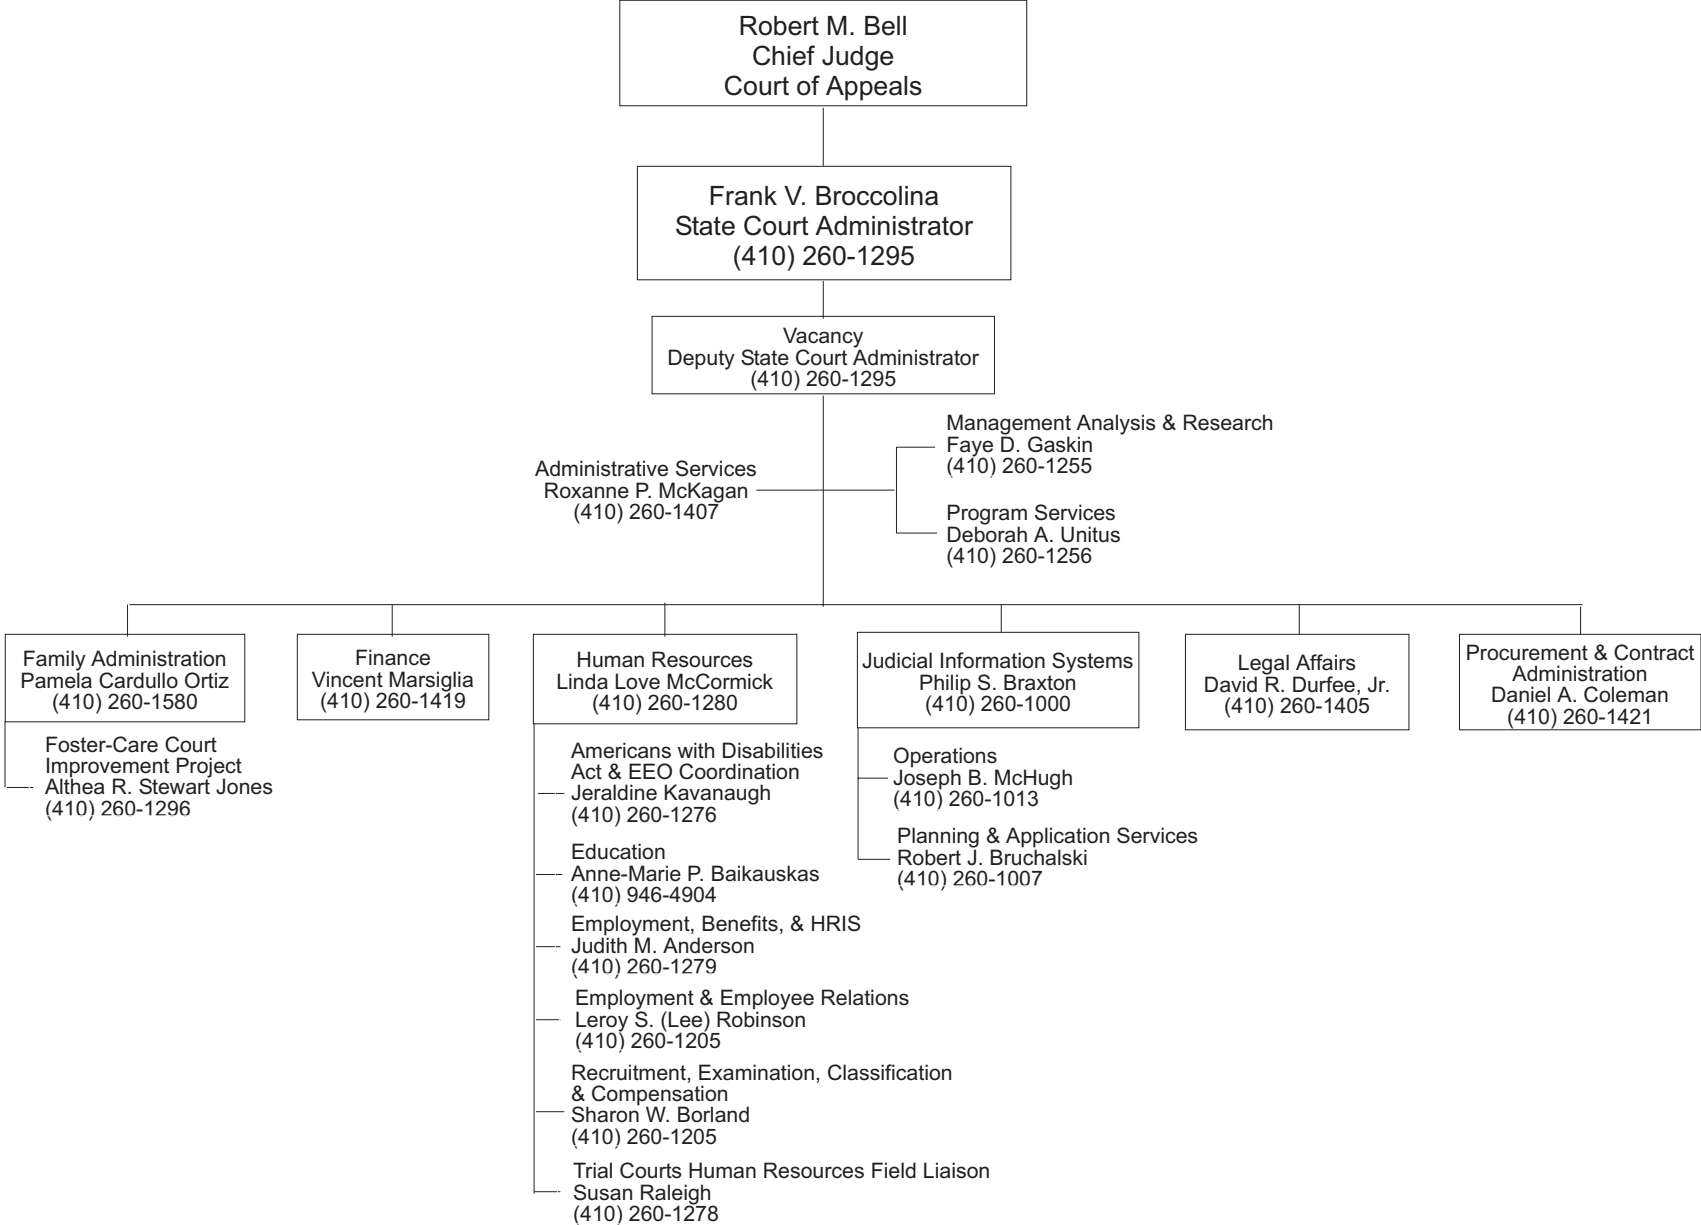 Robert M. Bell
Chief Judge
Court of Appeals
Frank V. Broccolina
State Court Administrator
(410) 260-1295
Vacancy
Deputy State Court Administrator
(410) 260-1295
Administrative Services
Roxanne P. McKagan
(410) 260-1407
Management Analysis & Research
Faye D. Gaskin
(410) 260-1255
Program Services
Deborah A. Unitus
(410) 260-1256
Family Administration
Pamela Cardullo Ortiz
(410) 260-1580
Foster-Care Court
Improvement Project
Althea R. Stewart Jones
(410) 260-1296
Finance
Vincent Marsiglia
(410) 260-1419
Human Resources
Linda Love McCormick
(410) 260-1280
Americans with Disabilities
Act & EEO Coordination
Jeraldine Kavanaugh
(410) 260-1276
Education
Anne-Marie P. Baikauskas
(410) 946-4904
Employment, Benefits, & HRIS
Judith M. Anderson
(410) 260-1279
Employment & Employee Relations
Leroy S. (Lee) Robinson
(410) 260-1205
Recruitment, Examination, Classification
& Compensation
Sharon W. Borland
(410) 260-1205
Trial Courts Human Resources Field Liaison
Susan Raleigh
(410) 260-1278
Judicial Information Systems
Philip S. Braxton
(410) 260-1000
Operations
Joseph B. McHugh
(410) 260-1013
Planning & Application Services
Robert J. Bruchalski
(410) 260-1007
Legal Affairs
David R. Durfee, Jr.
(410) 260-1405
Procurement & Contract
Administration
Daniel A. Coleman
(410) 260-1421